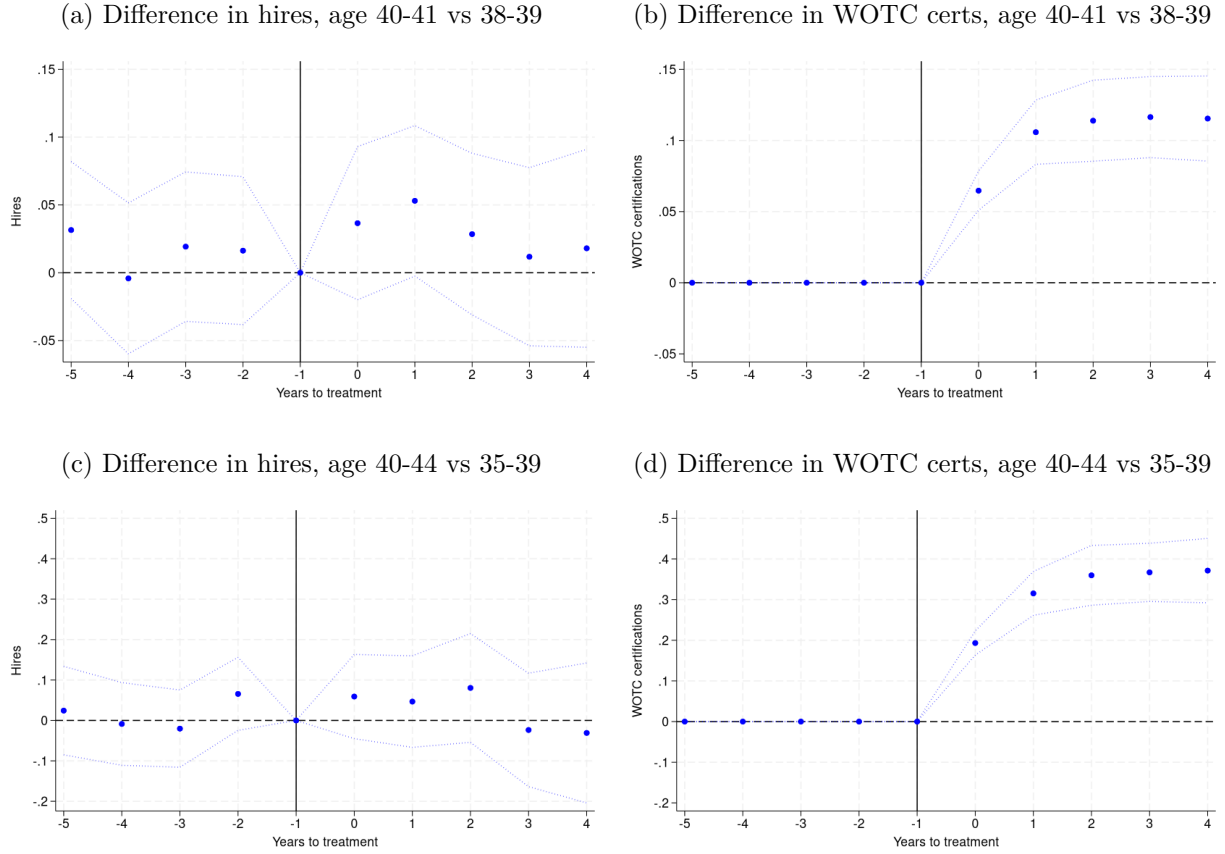 (a) Difference in hires, age 40-41 vs 38-39
.15
.1
.05
0
-.05
Hires
-5 -4 -3 -2 -1 0 1 2 3 4
Years to treatment
(b) Difference in WOTC certs, age 40-41 vs 38-39
.15
.1
.05
0
-.05
WOTC certifications
-5 -4 -3 -2 -1 0 1 2 3 4
Years to treatment
(c) Difference in hires, age 40-44 vs 35-39
.5
.4
.3
.2
.1
0
-.1
-.2
Hires
-5 -4 -3 -2 -1 0 1 2 3 4
Years to treatment
(d) Difference in WOTC certs, age 40-44 vs 35-39
.5
.4
.3
.2
.1
0
-.1
-.2
WOTC certifications
-5 -4 -3 -2 -1 0 1 2 3 4
Years to treatment